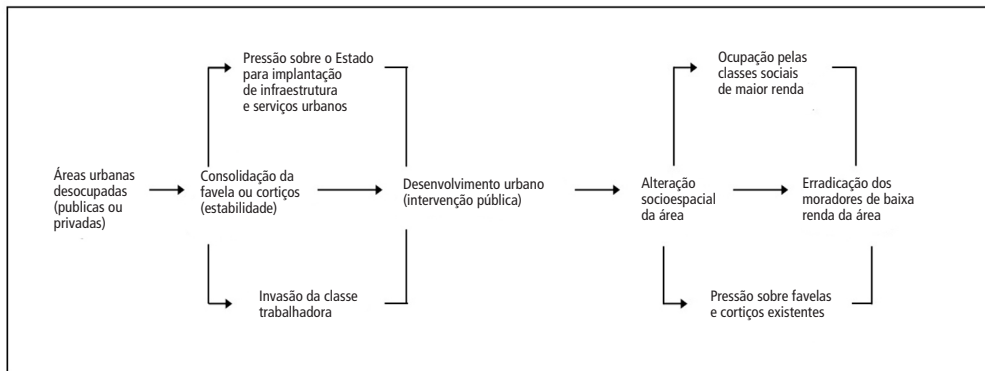 Pressão sobre o Estado
para implantação
de infraestrutura
e serviços urbanos
Ocupação pelas
classes sociais
de maior renda
Áreas urbanas
desocupadas
(publicas ou
privadas)
Consolidação da
favela ou cortiços
(estabilidade)
Desenvolvimento urbano
(intervenção pública)
Alteração
socioespacial
da área
Erradicação dos
moradores de baixa
renda da área
Invasão da classe
trabalhadora
Pressão sobre favelas
e cortiços existentes